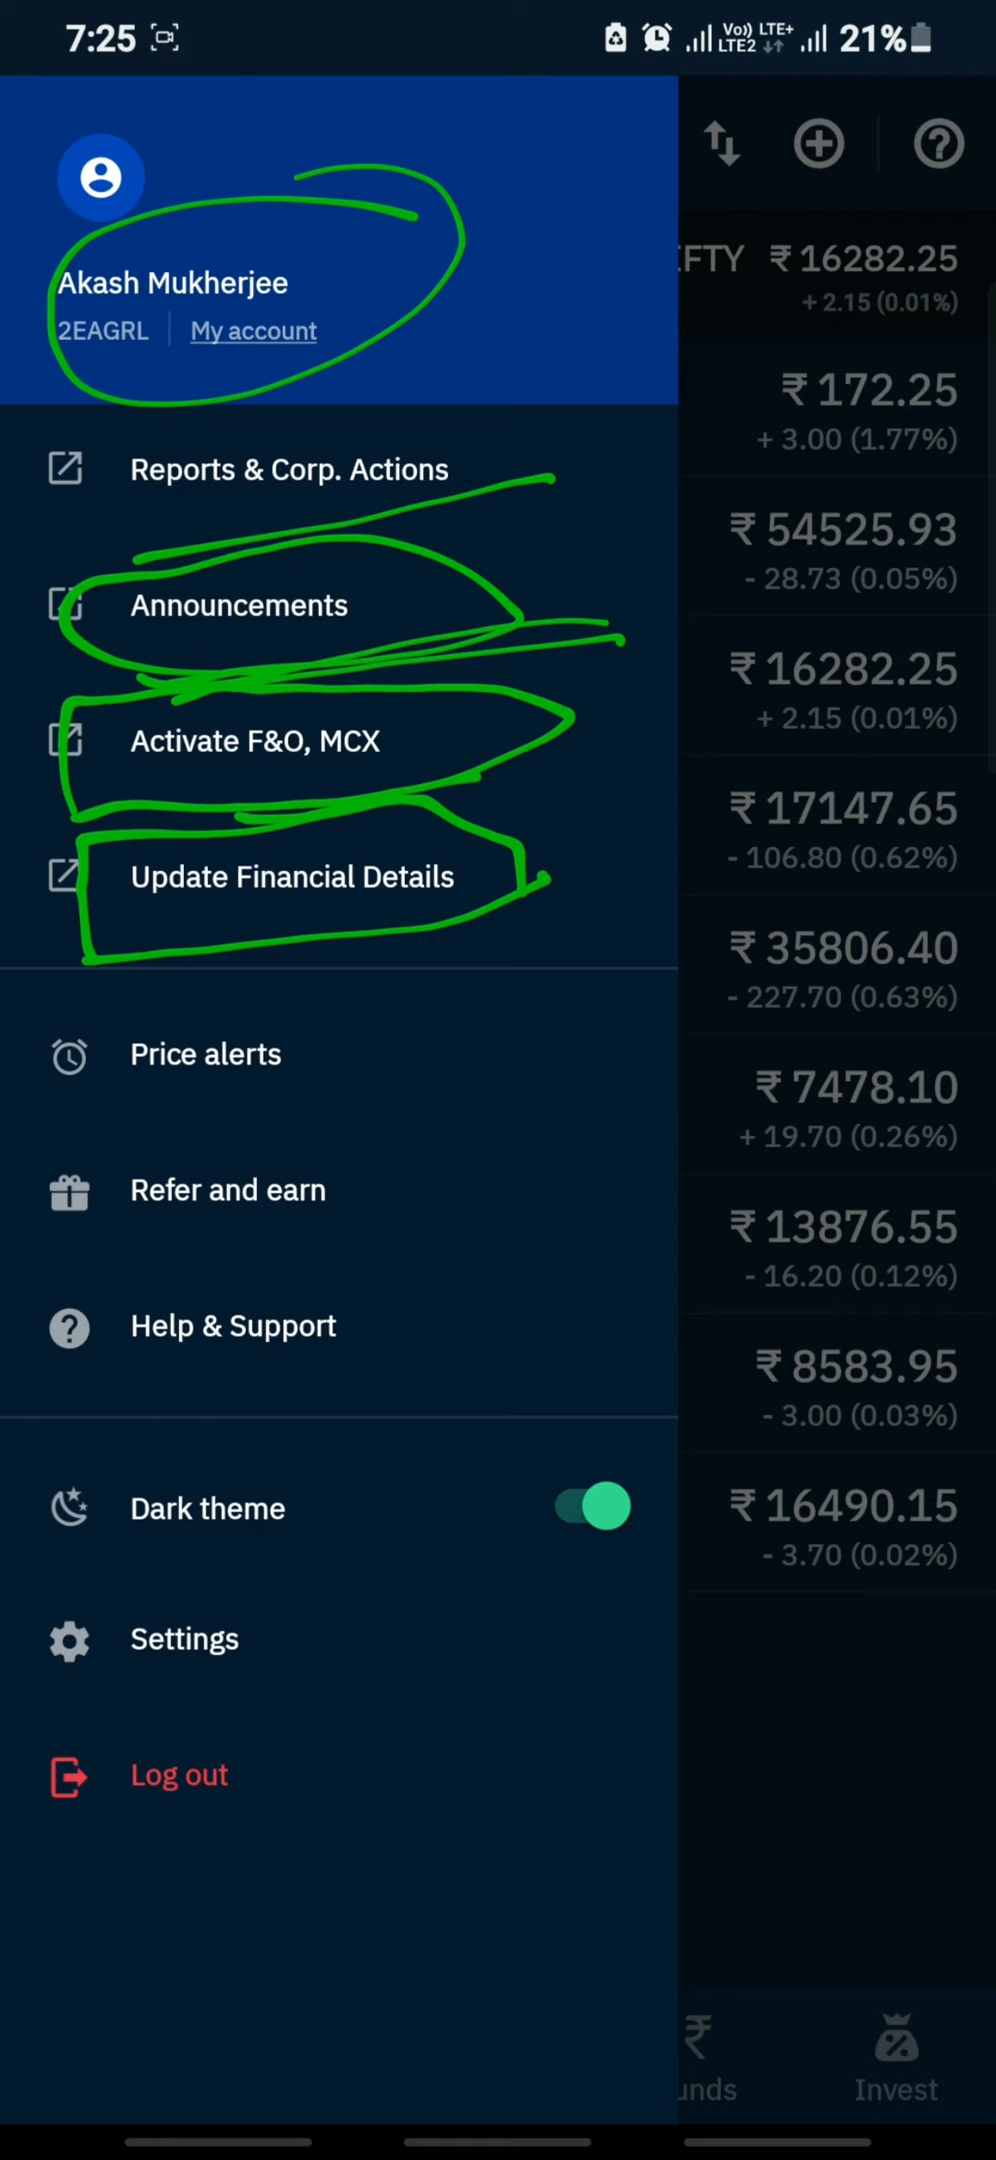 7:25
Vo)) LTE+
LTE2
21%
Akash Mukherjee
2EAGRL My account
Reports & Corp. Actions
Announcements
Activate F&O, MCX
Update Financial Details
Price alerts
Refer and earn
Help & Support
Dark theme
Settings
Log out
FTY ₹ 16282.25
+ 2.15 (0.01%)
₹ 172.25
+ 3.00 (1.77%)
₹ 54525.93
- 28.73 (0.05%)
₹ 16282.25
+ 2.15 (0.01%)
₹ 17147.65
- 106.80 (0.62%)
₹ 35806.40
- 227.70 (0.63%)
₹ 7478.10
+ 19.70 (0.26%)
₹ 13876.55
- 16.20 (0.12%)
₹ 8583.95
- 3.00 (0.03%)
₹ 16490.15
- 3.70 (0.02%)
₹
unds Invest